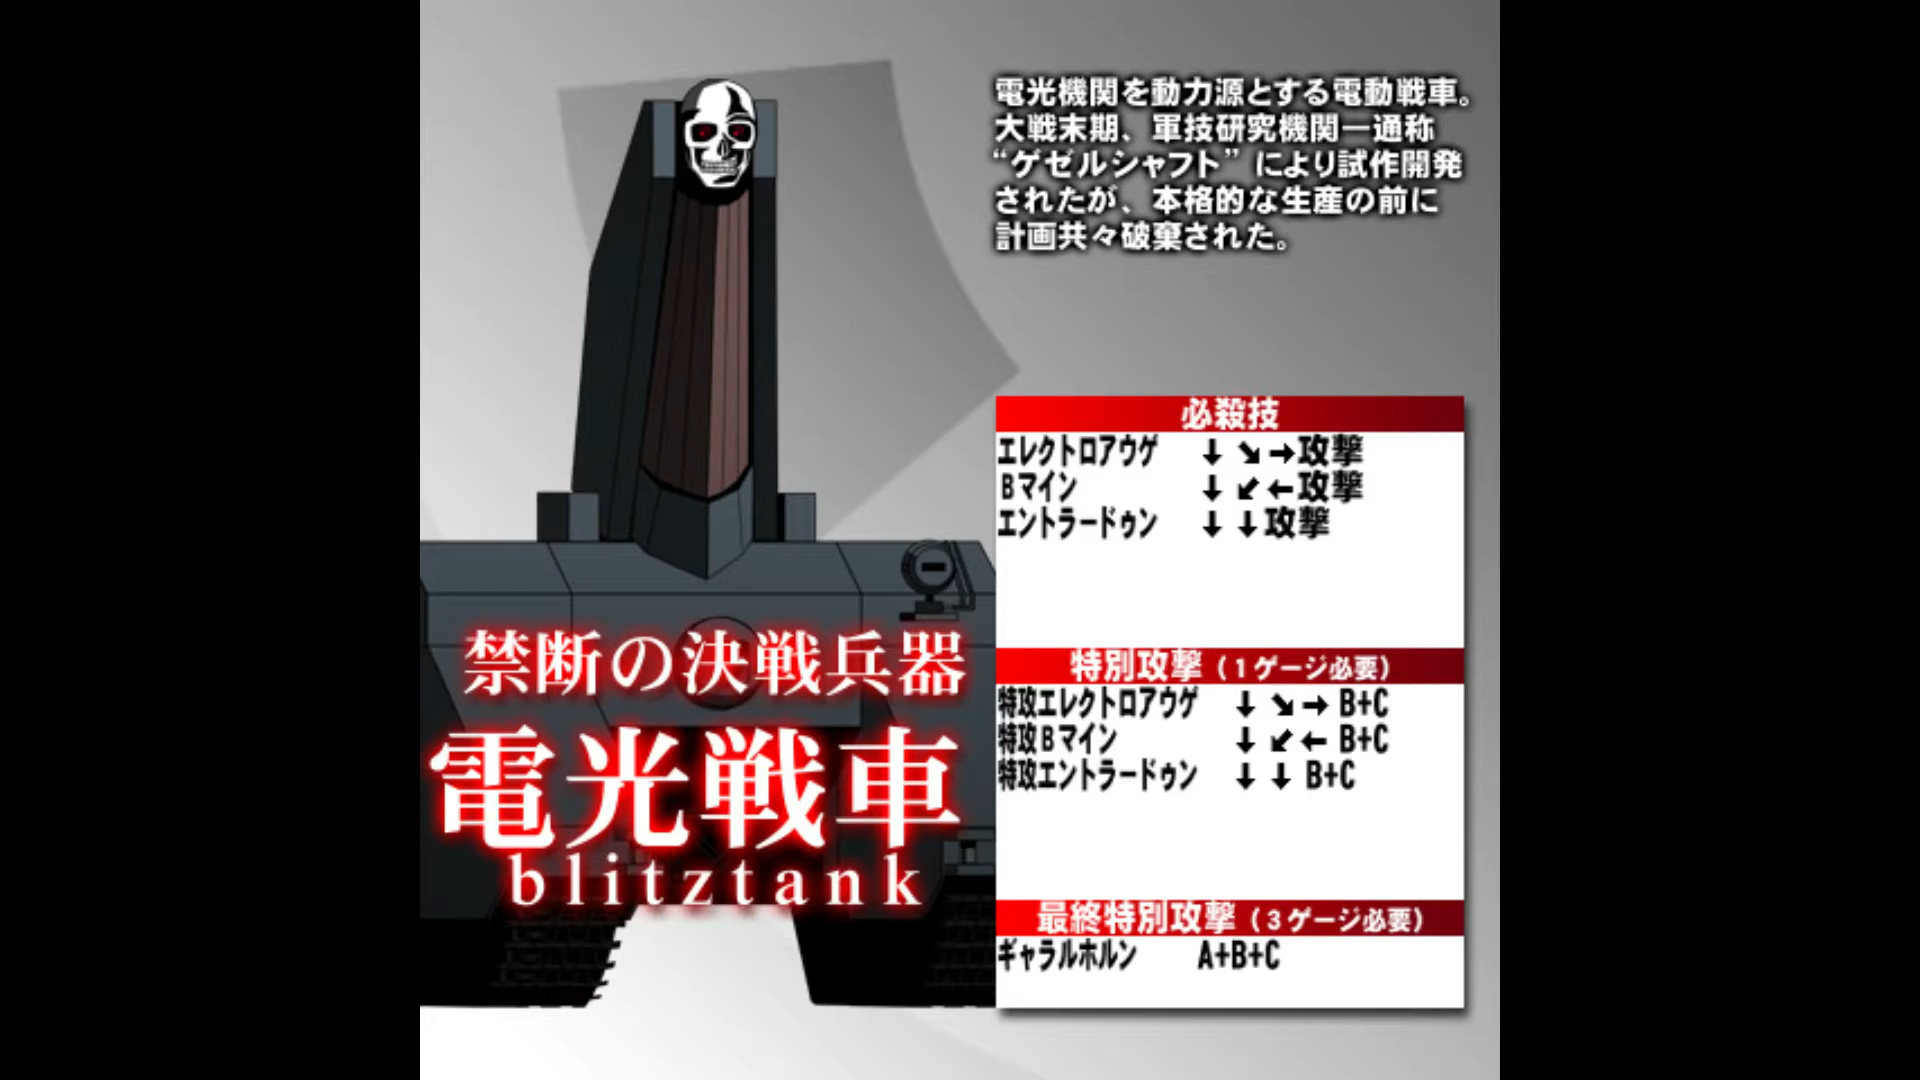 電光機関を動力源とする電動戦車。
大戦末期、軍技研究機関―通称
“ゲゼルシャフト”により試作開発
されたが、本格的な生産の前に
計画共々破棄された。
禁断の決戦兵器
電光戦車
blitztank
必殺技
エレクトロアウゲ ↓↘→攻撃
Bマイン ↓↙←攻撃
エントラードゥン ↓↓攻撃
特別攻撃（１ゲージ必要）
特攻エレクトロアウゲ ↓↘→ B+C
特攻Bマイン ↓↙← B+C
特攻エントラードゥン ↓↓ B+C
最終特別攻撃（３ゲージ必要）
ギャラルホルン A+B+C